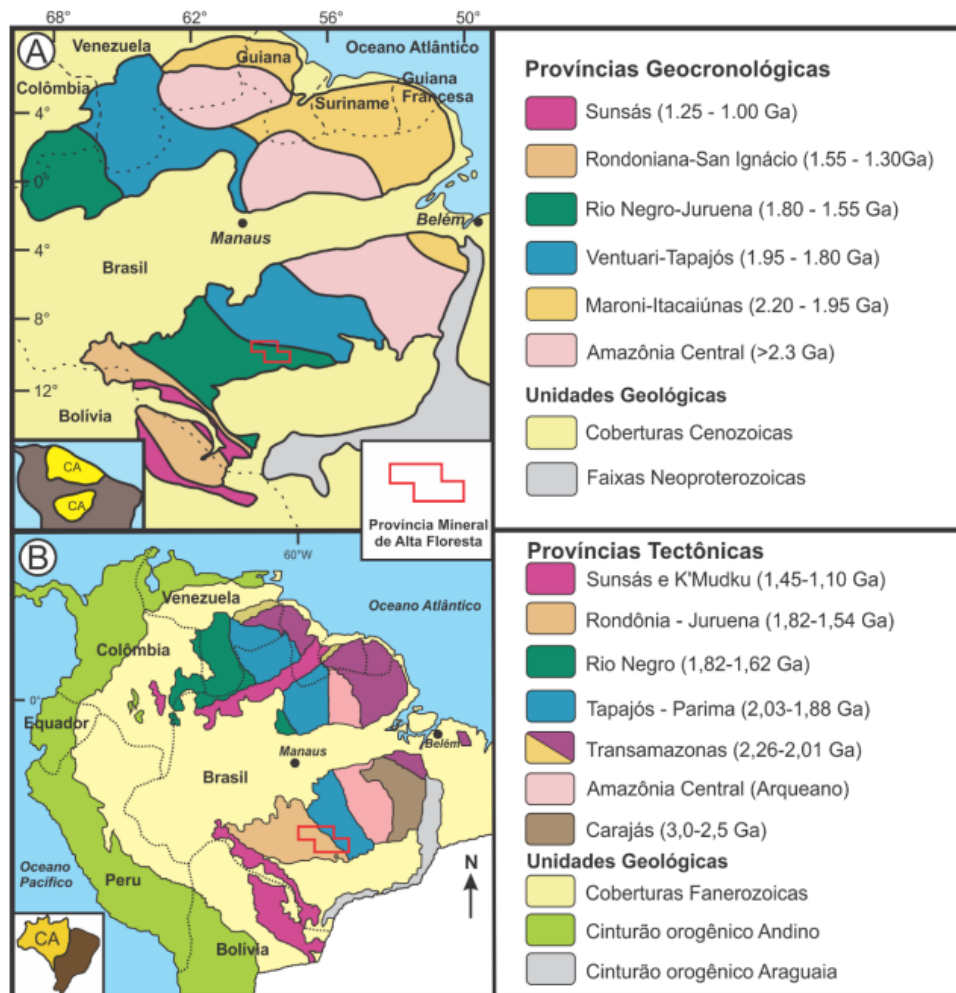 68°
62°
56°
50°
A
Venezuela
Oceano Atlântico
Guiana
Colômbia
Guiana
Francesa
Suriname
4°
0°
Belém
Manaus
4°
Brasil
8°
12°
Bolívia
CA
CA
Província Mineral
de Alta Floresta
Províncias Geocronológicas
Sunsás (1.25 - 1.00 Ga)
Rondoniana-San Ignácio (1.55 - 1.30Ga)
Rio Negro-Juruena (1.80 - 1.55 Ga)
Ventuari-Tapajós (1.95 - 1.80 Ga)
Maroni-Itacaiúnas (2.20 - 1.95 Ga)
Amazônia Central (>2.3 Ga)
Unidades Geológicas
Coberturas Cenozoicas
Faixas Neoproterozoicas
B
60°W
Venezuela
Oceano Atlântico
Colômbia
0°
Equador
Manaus
Belém
Brasil
Oceano
Pacífico
Peru
N
CA
Bolívia
Províncias Tectônicas
Sunsás e K'Mudku (1,45-1,10 Ga)
Rondônia - Juruena (1,82-1,54 Ga)
Rio Negro (1,82-1,62 Ga)
Tapajós - Parima (2,03-1,88 Ga)
Transamazonas (2,26-2,01 Ga)
Amazônia Central (Arqueano)
Carajás (3,0-2,5 Ga)
Unidades Geológicas
Coberturas Fanerozoicas
Cinturão orogênico Andino
Cinturão orogênico Araguaia